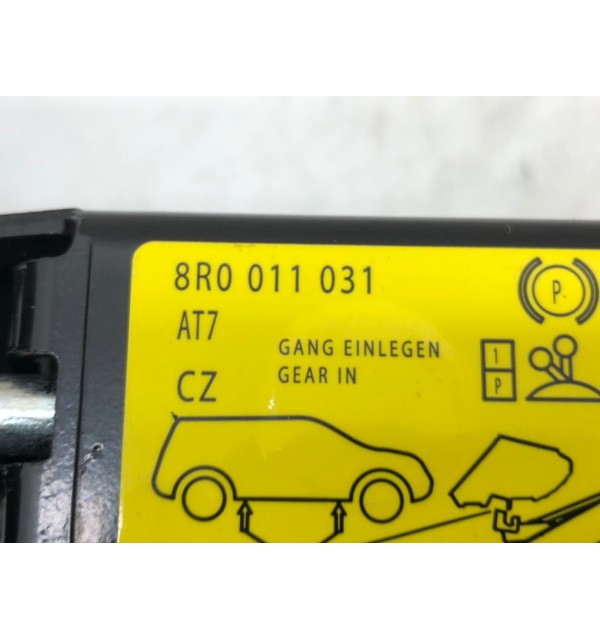 8R0 011 031
P
AT7
GANG EINLEGEN
1
GEAR IN
P
CZ